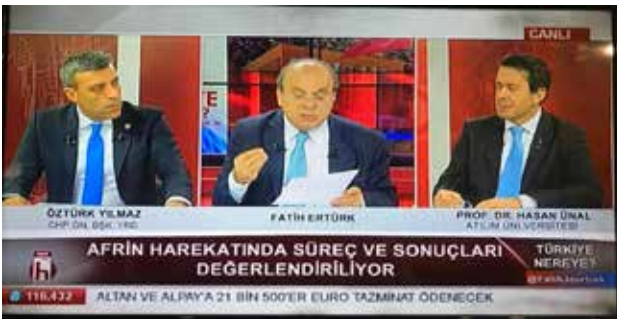 CANLI
ÖZTÜRK YILMAZ
CHP GN. BŞK. YRD.
FATİH ERTÜRK
PROF. DR. HASAN ÜNAL
ATILIM ÜNİVERSİTESİ
AFRİN HAREKATINDA SÜREÇ VE SONUÇLARI
DEĞERLENDİRİLİYOR
TÜRKİYE
NEREYE?
h
116,432 ALTAN VE ALPAY'A 21 BİN 500'ER EURO TAZMİNAT ÖDENECEK